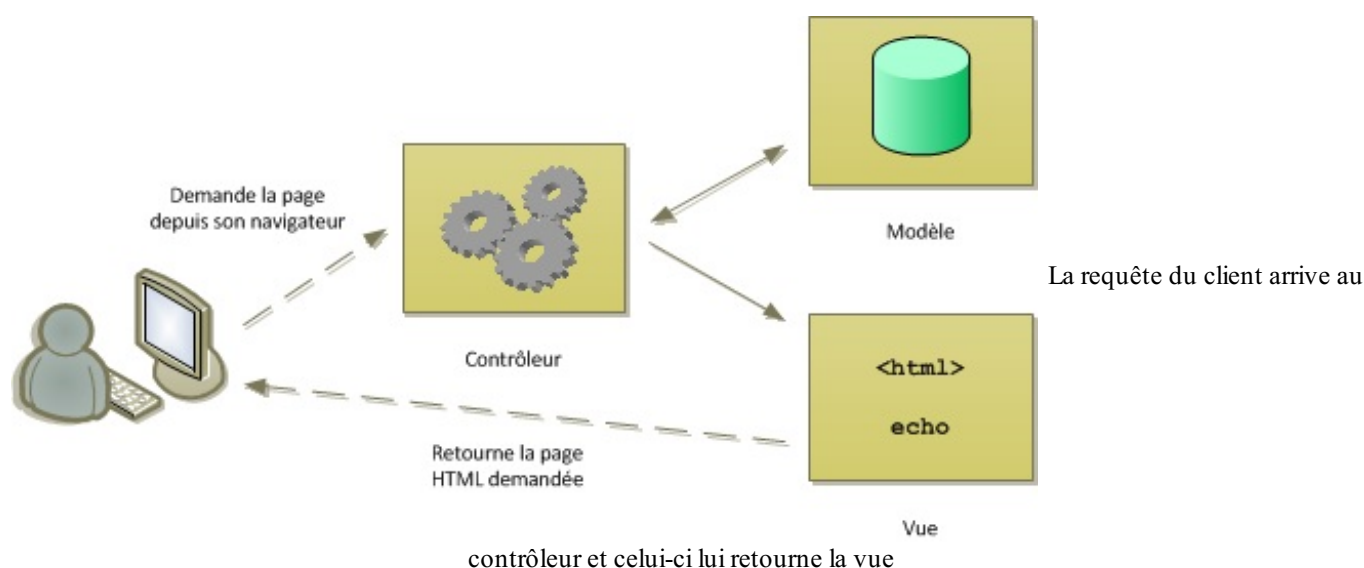 Demande la page
depuis son navigateur
Modèle
La requête du client arrive au
Contrôleur
<html>
echo
Retourne la page
HTML demandée
Vue
contrôleur et celui-ci lui retourne la vue